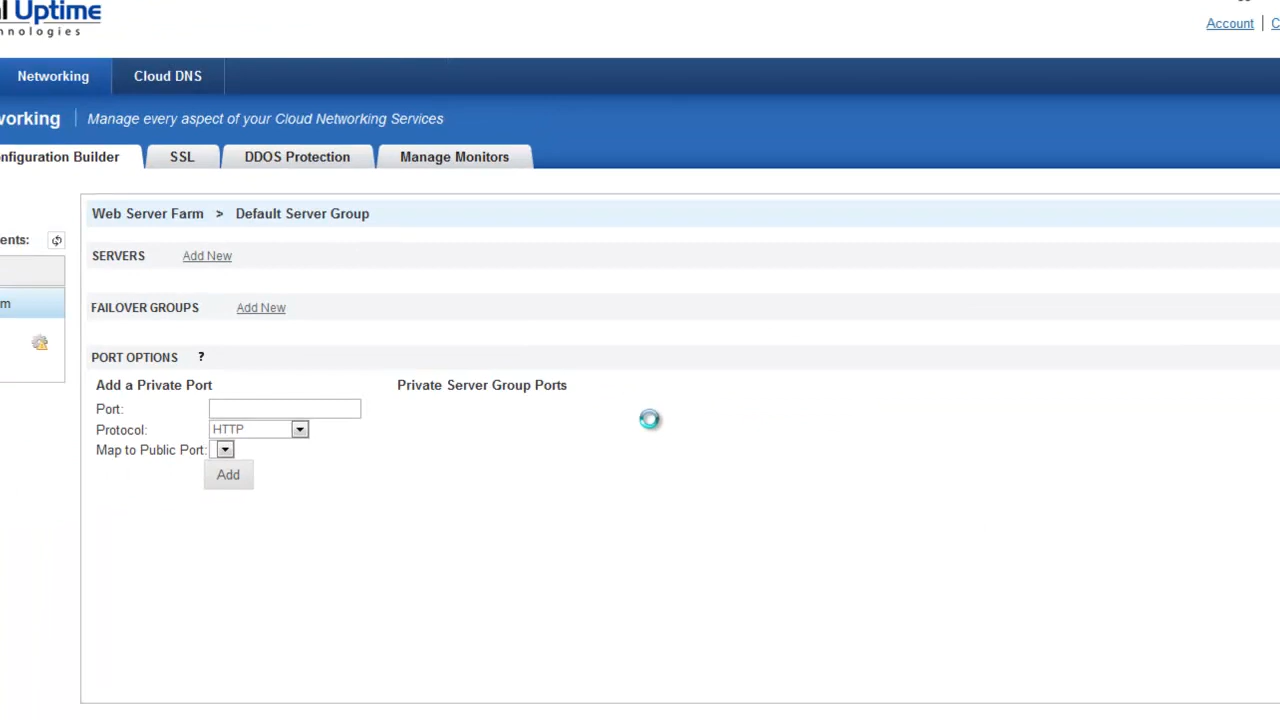 l Uptime
nologies
Account
C
Networking
Cloud DNS
working
Manage every aspect of your Cloud Networking Services
nfiguration Builder
SSL
DDOS Protection
Manage Monitors
Web Server Farm > Default Server Group
ents:
SERVERS
Add New
m
FAILOVER GROUPS
Add New
PORT OPTIONS ?
Add a Private Port
Private Server Group Ports
Port:
Protocol: HTTP
Map to Public Port:
Add